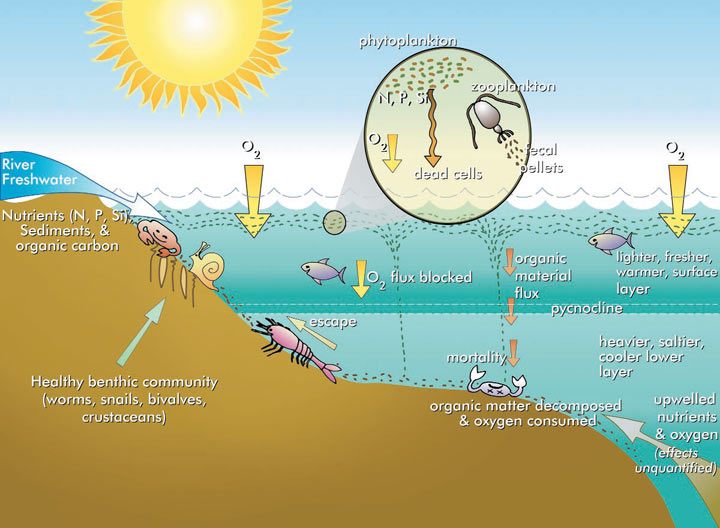 phytoplankton
zooplankton
N, P, Si
O2
fecal
pellets
dead cells
O2
O2
River
Freshwater
Nutrients (N, P, Si),
Sediments, &
organic carbon
O2 flux blocked
organic
material
flux
lighter, fresher,
warmer, surface
layer
pycnocline
escape
mortality
heavier, saltier,
cooler lower
layer
Healthy benthic community
(worms, snails, bivalves,
crustaceans)
organic matter decomposed
& oxygen consumed
upwelled
nutrients
& oxygen
(effects
unquantified)